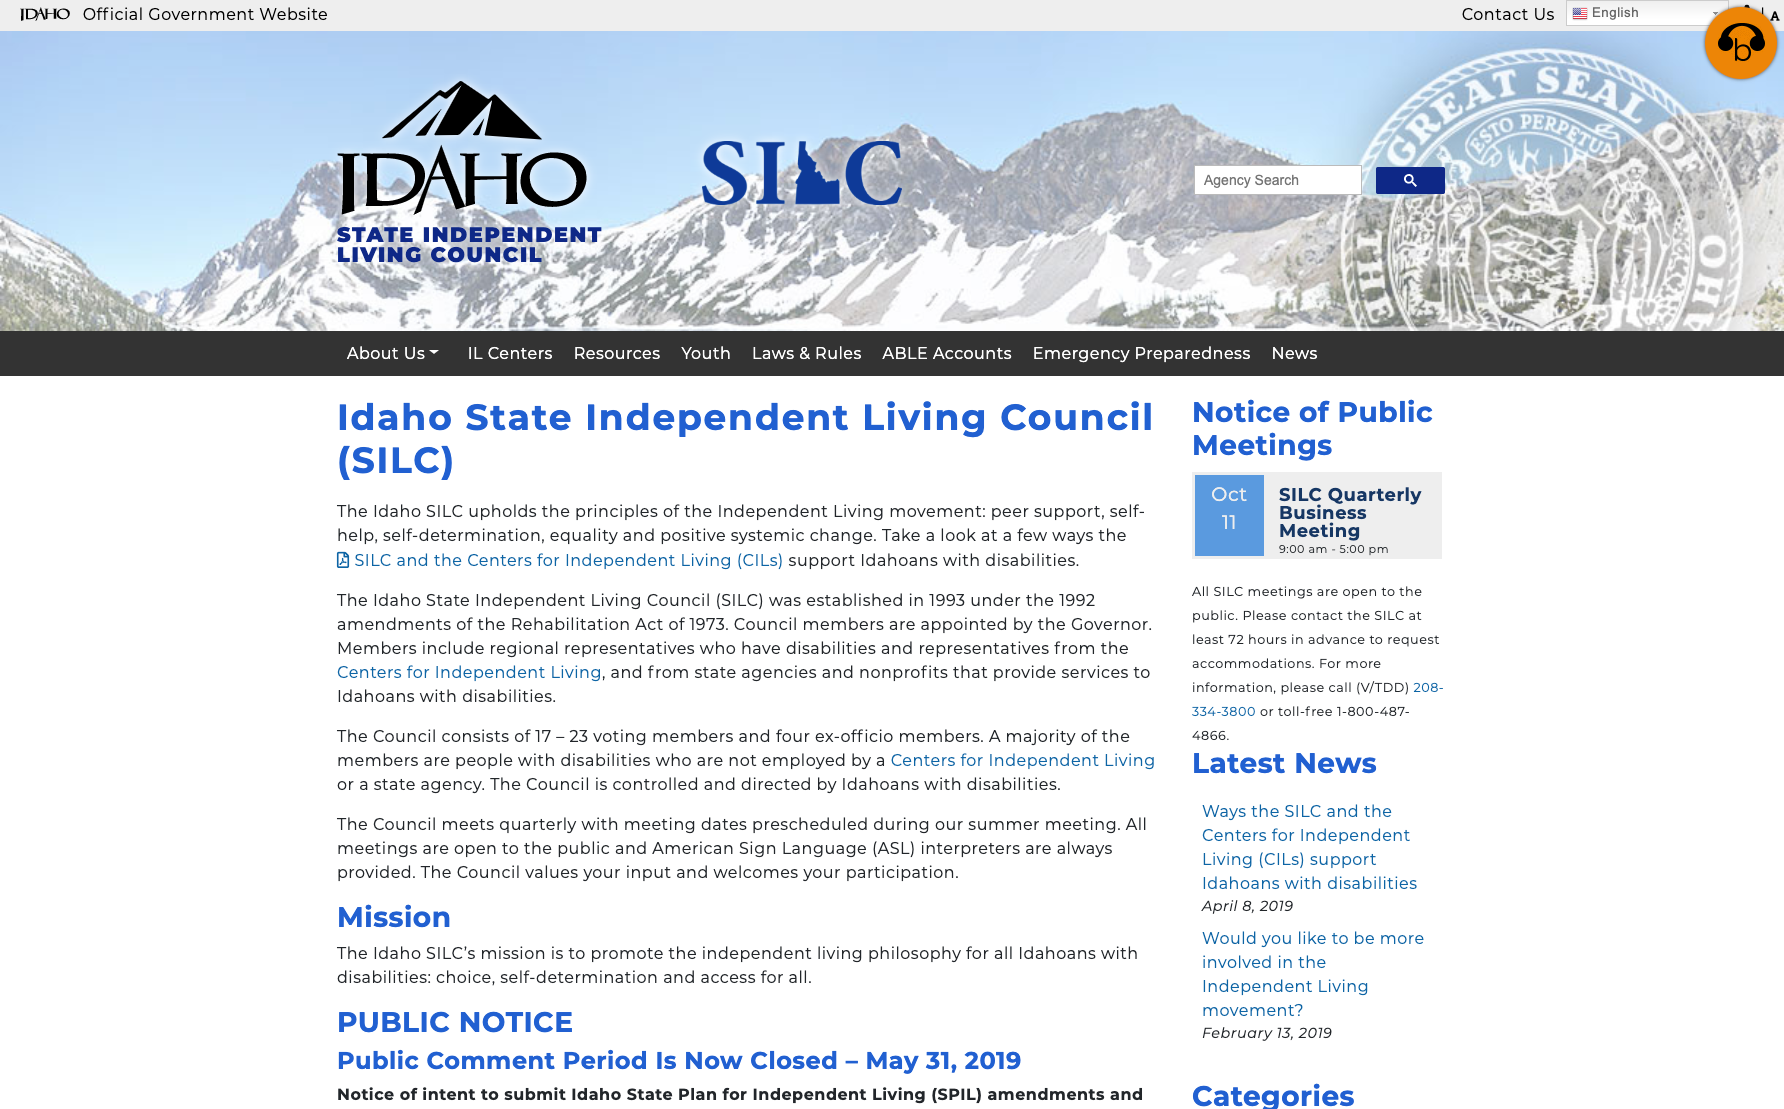 IDAHO Official Government Website
Contact Us
English
A
b
GREAT SEAL OF
ESTO PERPETUA
IDAHO
STATE INDEPENDENT
LIVING COUNCIL
SILC
Agency Search
About Us
IL Centers
Resources
Youth
Laws & Rules
ABLE Accounts
Emergency Preparedness
News
Idaho State Independent Living Council
(SILC)
The Idaho SILC upholds the principles of the Independent Living movement: peer support, self-
help, self-determination, equality and positive systemic change. Take a look at a few ways the
SILC and the Centers for Independent Living (CILs) support Idahoans with disabilities.
The Idaho State Independent Living Council (SILC) was established in 1993 under the 1992
amendments of the Rehabilitation Act of 1973. Council members are appointed by the Governor.
Members include regional representatives who have disabilities and representatives from the
Centers for Independent Living, and from state agencies and nonprofits that provide services to
Idahoans with disabilities.
The Council consists of 17 – 23 voting members and four ex-officio members. A majority of the
members are people with disabilities who are not employed by a Centers for Independent Living
or a state agency. The Council is controlled and directed by Idahoans with disabilities.
The Council meets quarterly with meeting dates prescheduled during our summer meeting. All
meetings are open to the public and American Sign Language (ASL) interpreters are always
provided. The Council values your input and welcomes your participation.
Mission
The Idaho SILC’s mission is to promote the independent living philosophy for all Idahoans with
disabilities: choice, self-determination and access for all.
PUBLIC NOTICE
Public Comment Period Is Now Closed – May 31, 2019
Notice of intent to submit Idaho State Plan for Independent Living (SPIL) amendments and
Notice of Public
Meetings
Oct
11
SILC Quarterly
Business
Meeting
9:00 am - 5:00 pm
All SILC meetings are open to the
public. Please contact the SILC at
least 72 hours in advance to request
accommodations. For more
information, please call (V/TDD) 208-
334-3800 or toll-free 1-800-487-
4866.
Latest News
Ways the SILC and the
Centers for Independent
Living (CILs) support
Idahoans with disabilities
April 8, 2019
Would you like to be more
involved in the
Independent Living
movement?
February 13, 2019
Categories